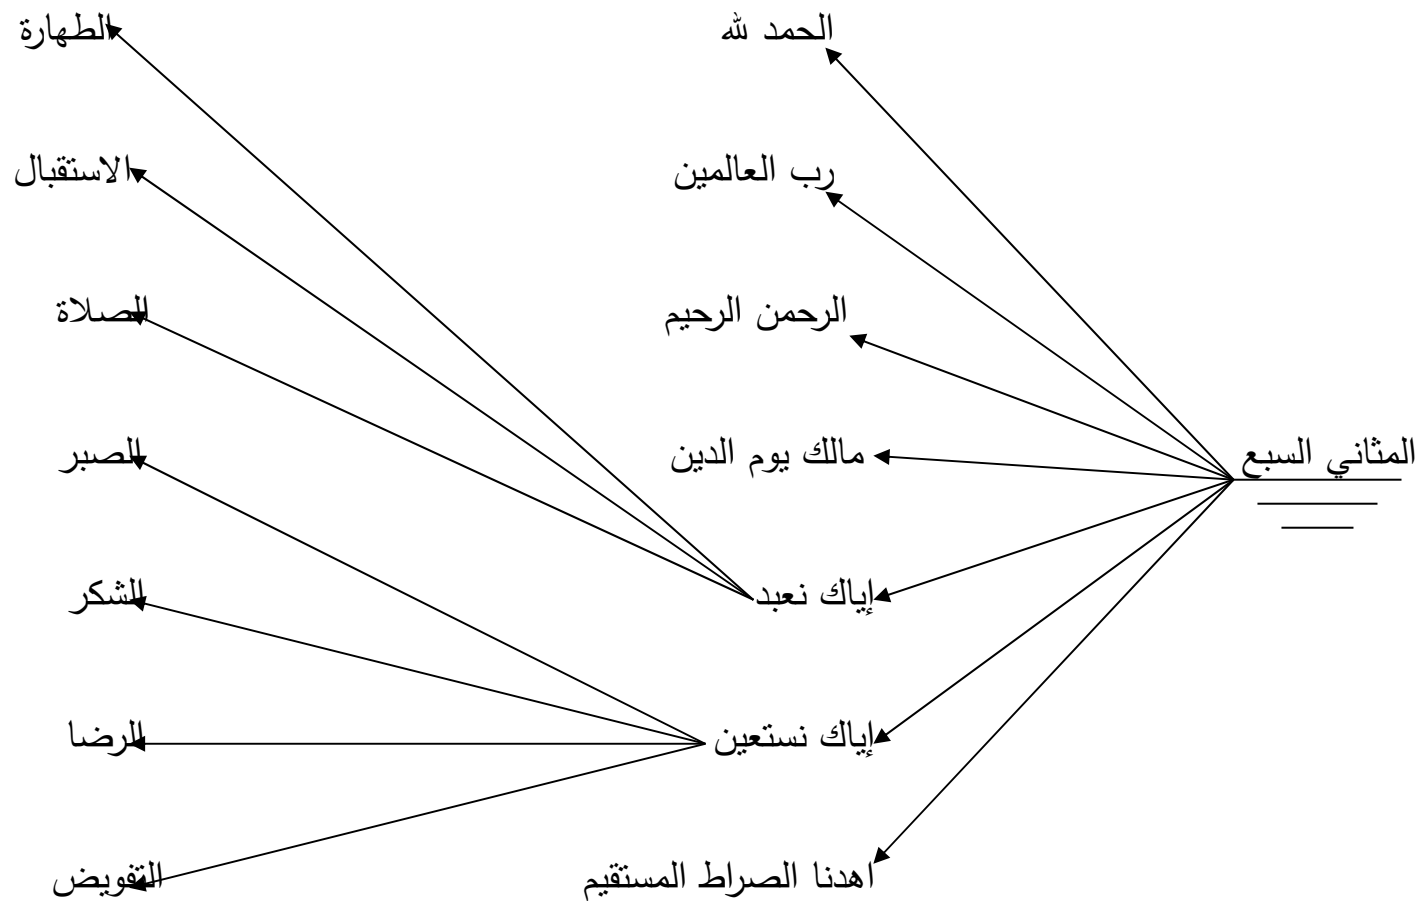 الحمد لله
الطهارة
رب العالمين
الاستقبال
الرحمن الرحيم
الصلاة
المثاني السبع
مالك يوم الدين
الصبر
إياك نعبد
الشكر
إياك نستعين
الرضا
اهدنا الصراط المستقيم
التفويض